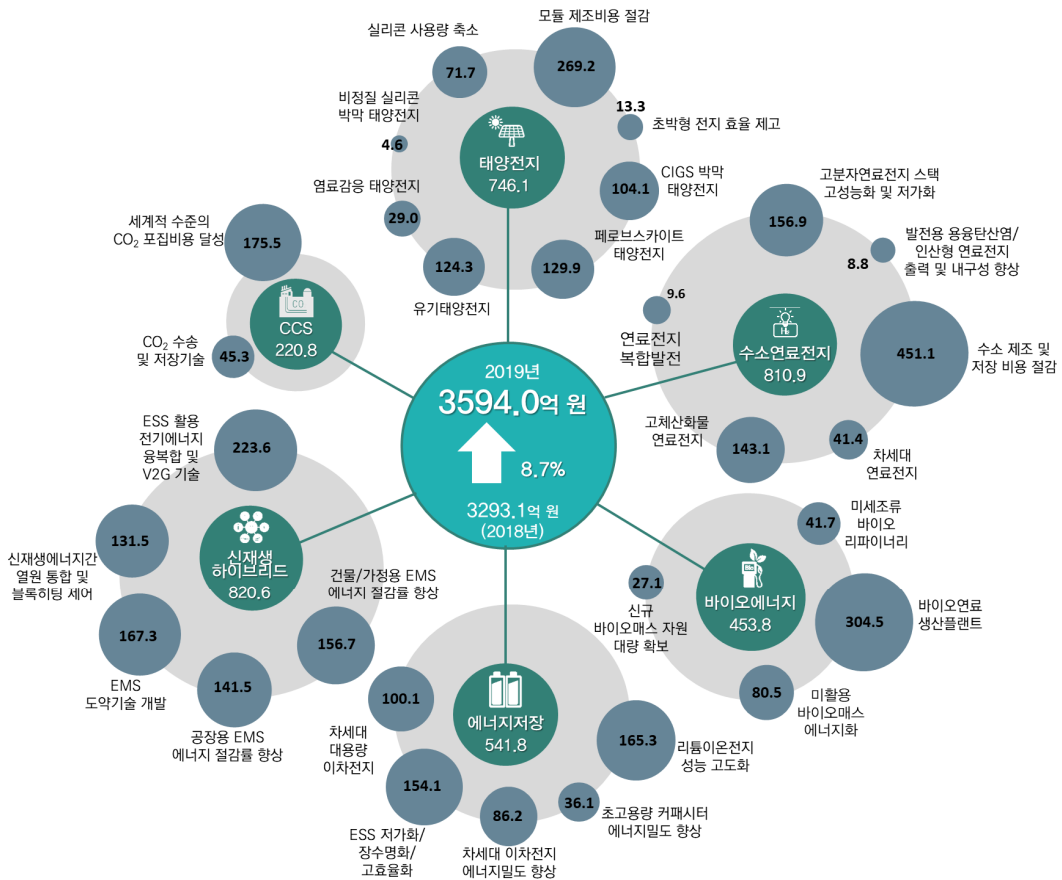 모듈 제조비용 절감
269.2
실리콘 사용량 축소
71.7
비정질 실리콘
박막 태양전지
4.6
13.3
초박형 전지 효율 제고
태양전지
746.1
염료감응 태양전지
29.0
104.1
CIGS 박막
태양전지
124.3
유기태양전지
129.9
페로브스카이트
태양전지
세계적 수준의
CO₂ 포집비용 달성
175.5
CO
CCS
220.8
CO₂ 수송
및 저장기술
45.3
고분자연료전지 스택
고성능화 및 저가화
156.9
발전용 용융탄산염/
인산형 연료전지
출력 및 내구성 향상
8.8
9.6
연료전지
복합발전
H₂
수소연료전지
810.9
451.1
수소 제조 및
저장 비용 절감
고체산화물
연료전지
143.1
41.4
차세대
연료전지
2019년
3594.0억 원
8.7%
3293.1억 원
(2018년)
ESS 활용
전기에너지
융복합 및
V2G 기술
223.6
131.5
신재생에너지간
열원 통합 및
블록히팅 세어
신재생
하이브리드
820.6
건물/가정용 EMS
에너지 절감률 향상
156.7
167.3
EMS
도약기술 개발
141.5
공장용 EMS
에너지 절감률 향상
미세조류
바이오
리파이너리
41.7
27.1
신규
바이오매스 자원
대량 확보
바이오에너지
453.8
304.5
바이오연료
생산플랜트
80.5
미활용
바이오매스
에너지화
에너지저장
541.8
100.1
차세대
대용량
이차전지
165.3
리튬이온전지
성능 고도화
154.1
ESS 저가화/
장수명화/
고효율화
86.2
차세대 이차전지
에너지밀도 향상
36.1
초고용량 커패시터
에너지밀도 향상